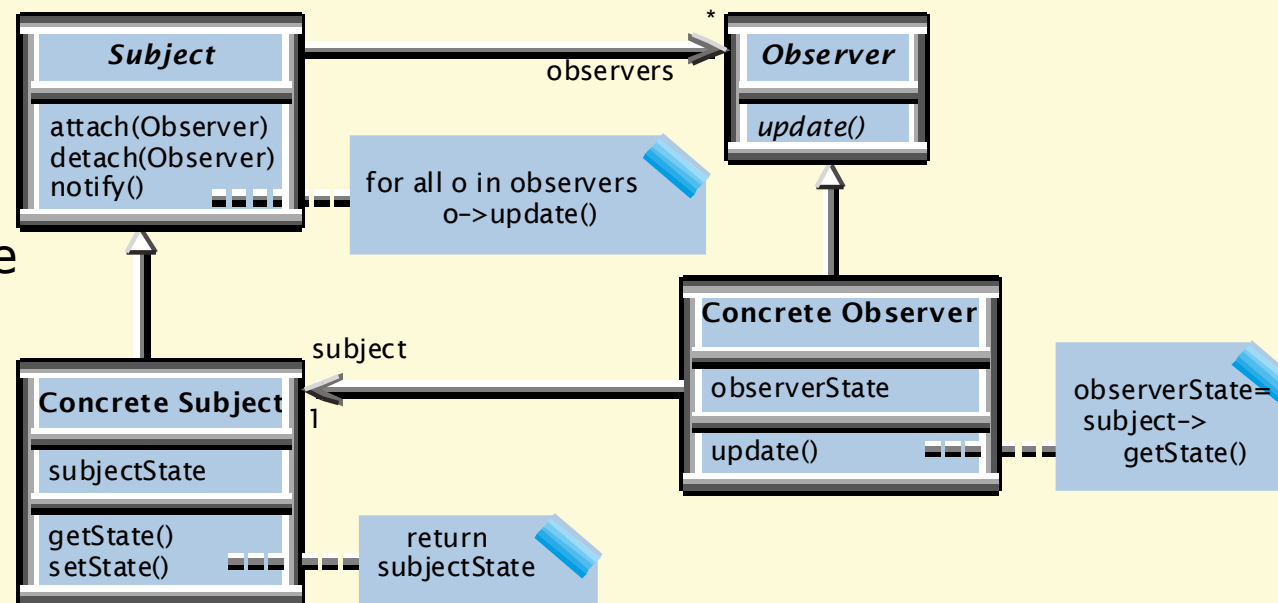 Subject
attach(Observer)
detach(Observer)
notify()
*
observers
Observer
update()
for all o in observers
o->update()
e
Concrete Subject
subjectState
getState()
setState()
return
subjectState
subject
1
Concrete Observer
observerState
update()
observerState=
subject->
getState()